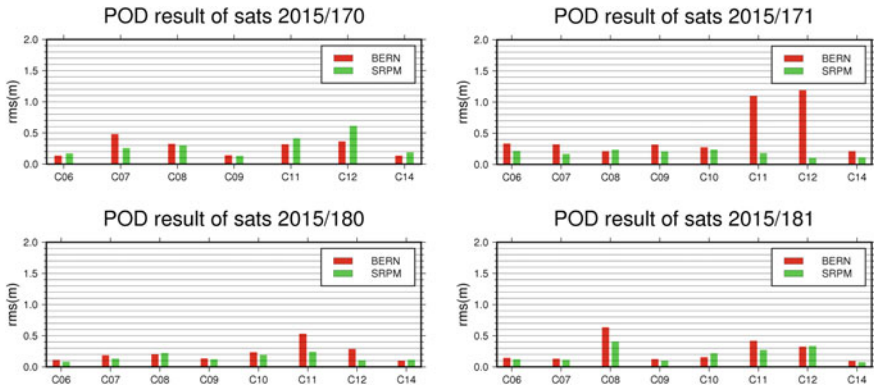 POD result of sats 2015/170
2.0
1.5
1.0
0.5
0.0
rms(m)
BERN
SRPM
C06 C07 C08 C09 C11 C12 C14
POD result of sats 2015/171
2.0
1.5
1.0
0.5
0.0
rms(m)
BERN
SRPM
C06 C07 C08 C09 C10 C11 C12 C14
POD result of sats 2015/180
2.0
1.5
1.0
0.5
0.0
rms(m)
BERN
SRPM
C06 C07 C08 C09 C10 C11 C12 C14
POD result of sats 2015/181
2.0
1.5
1.0
0.5
0.0
rms(m)
BERN
SRPM
C06 C07 C08 C09 C10 C11 C12 C14